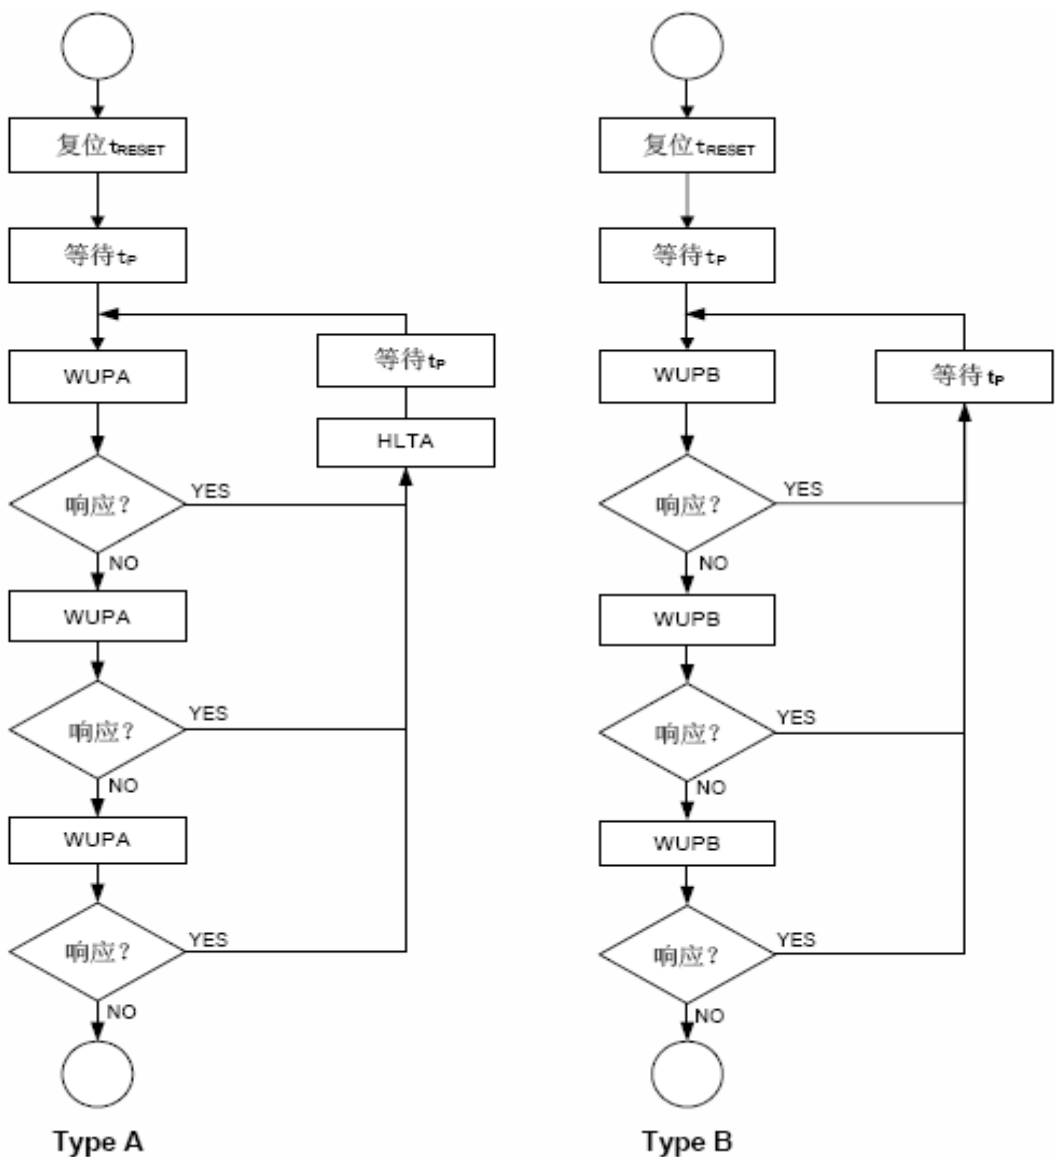 复位tRESET
等待tP
WUPA
等待tP
HLTA
响应?
YES
NO
WUPA
响应?
YES
NO
WUPA
响应?
YES
NO
Type A
复位tRESET
等待tP
WUPB
等待tP
响应?
YES
NO
WUPB
响应?
YES
NO
WUPB
响应?
YES
NO
Type B